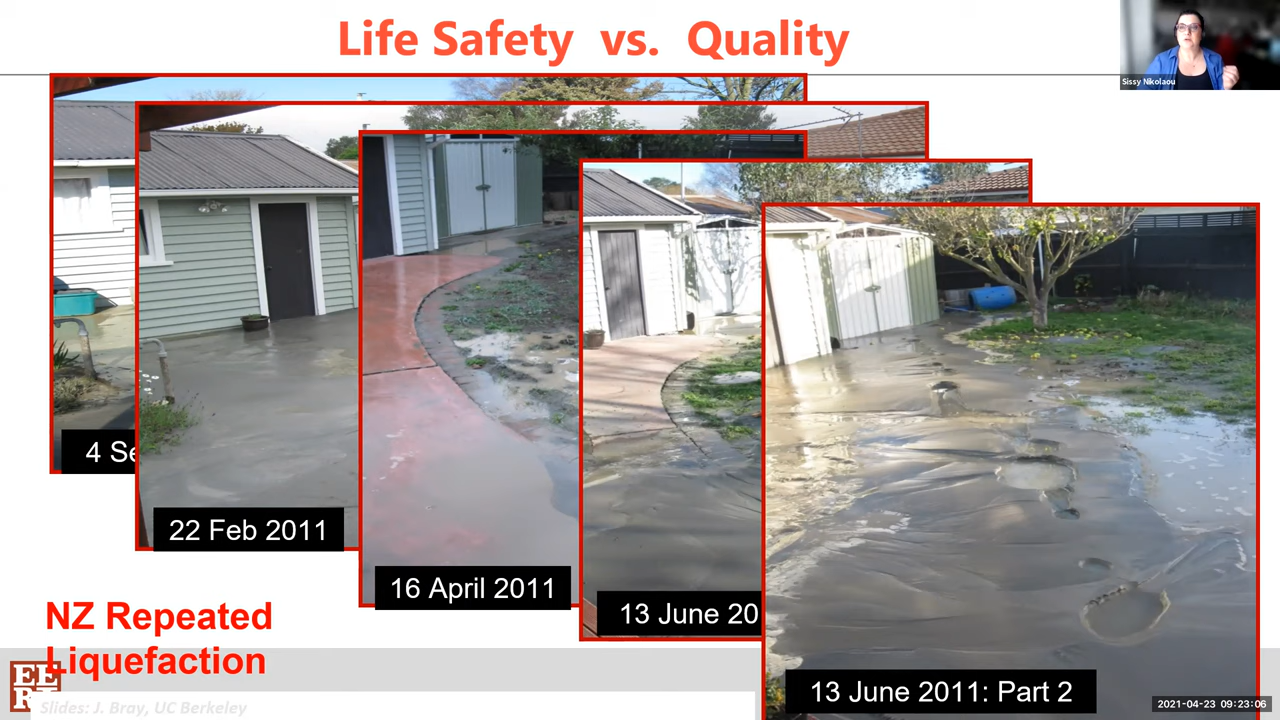 Life Safety vs. Quality
Sissy Nikolaou
4 Se
22 Feb 2011
16 April 2011
13 June 20
13 June 2011: Part 2
NZ Repeated
Liquefaction
EE
Slides: J. Bray, UC Berkeley
2021-04-23 09:23:06